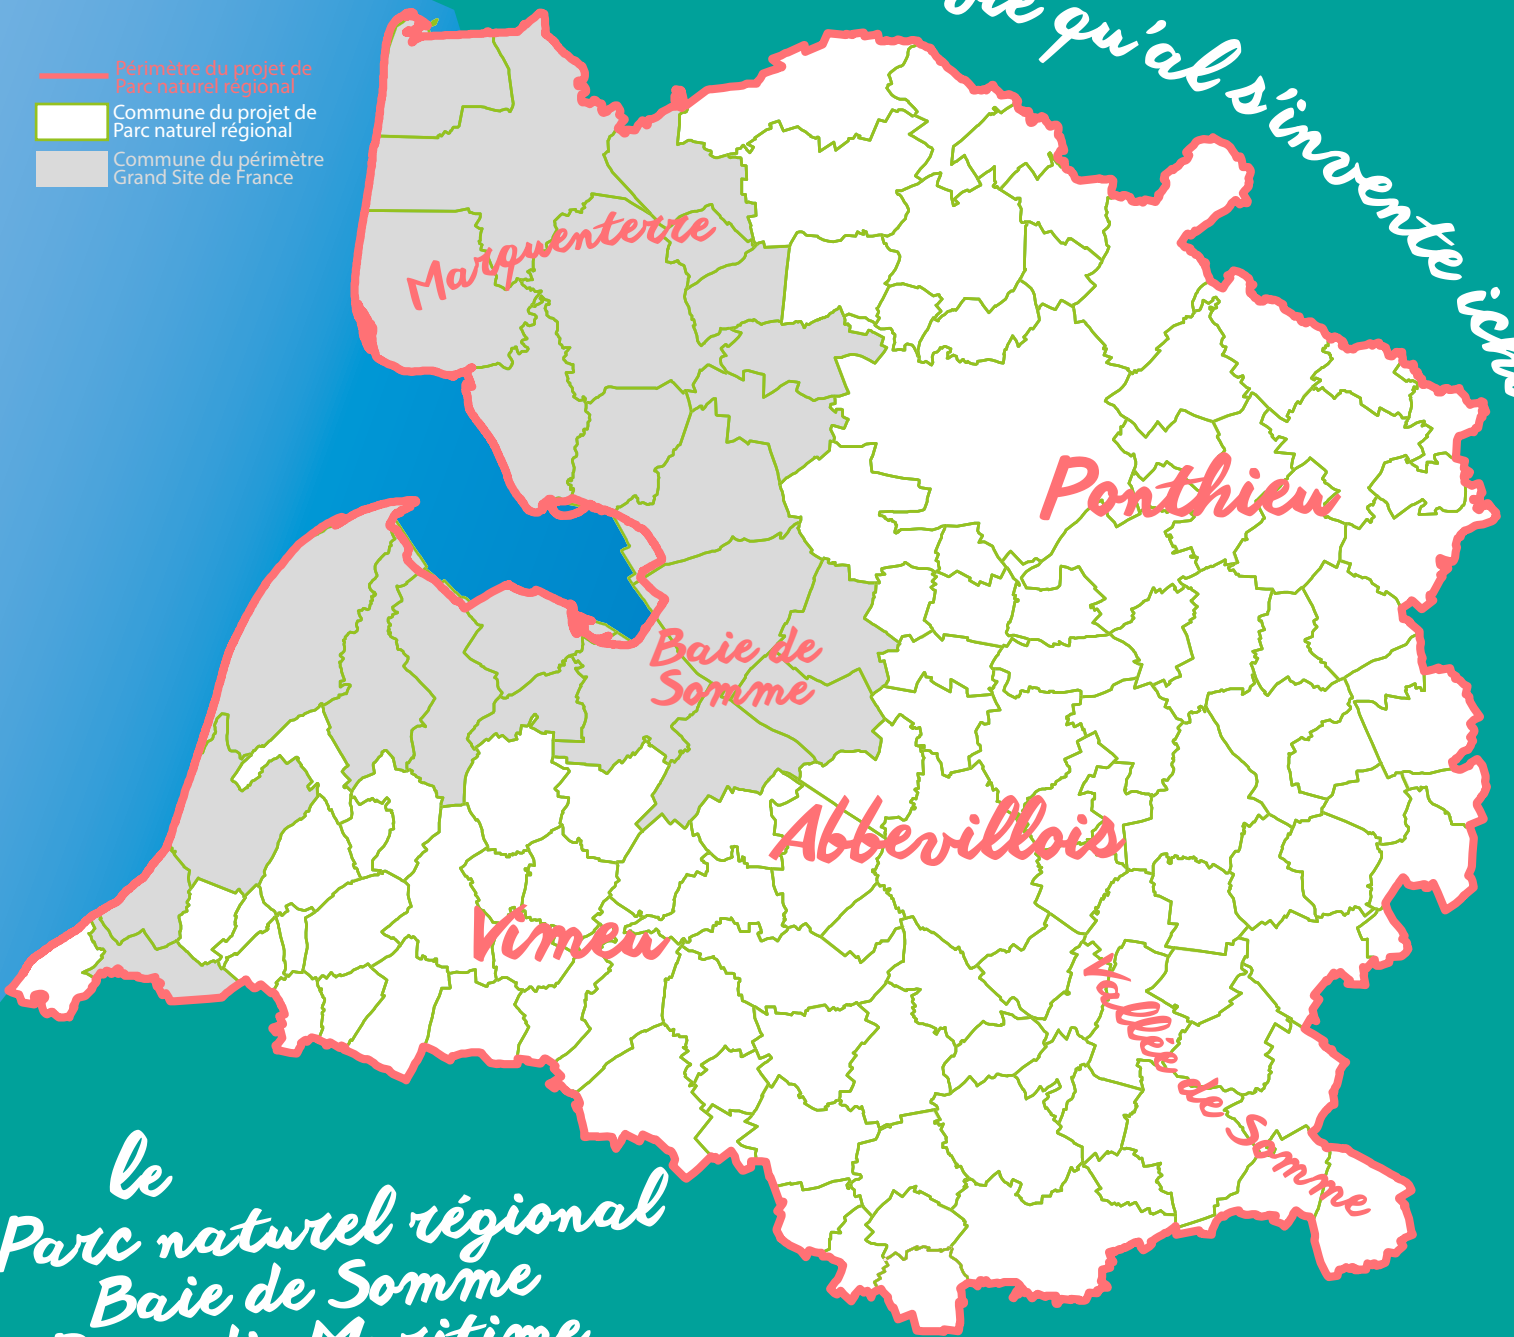 qu'al s'invente
Périmètre du projet de
Parc naturel régional
Commune du projet de
Parc naturel régional
Commune du périmètre
Grand Site de France
Marquenterre
Ponthieu
Baie de
Somme
Abbevillois
Vimeu
Vallée de Somme
le
Parc naturel régional
Baie de Somme
Maritime